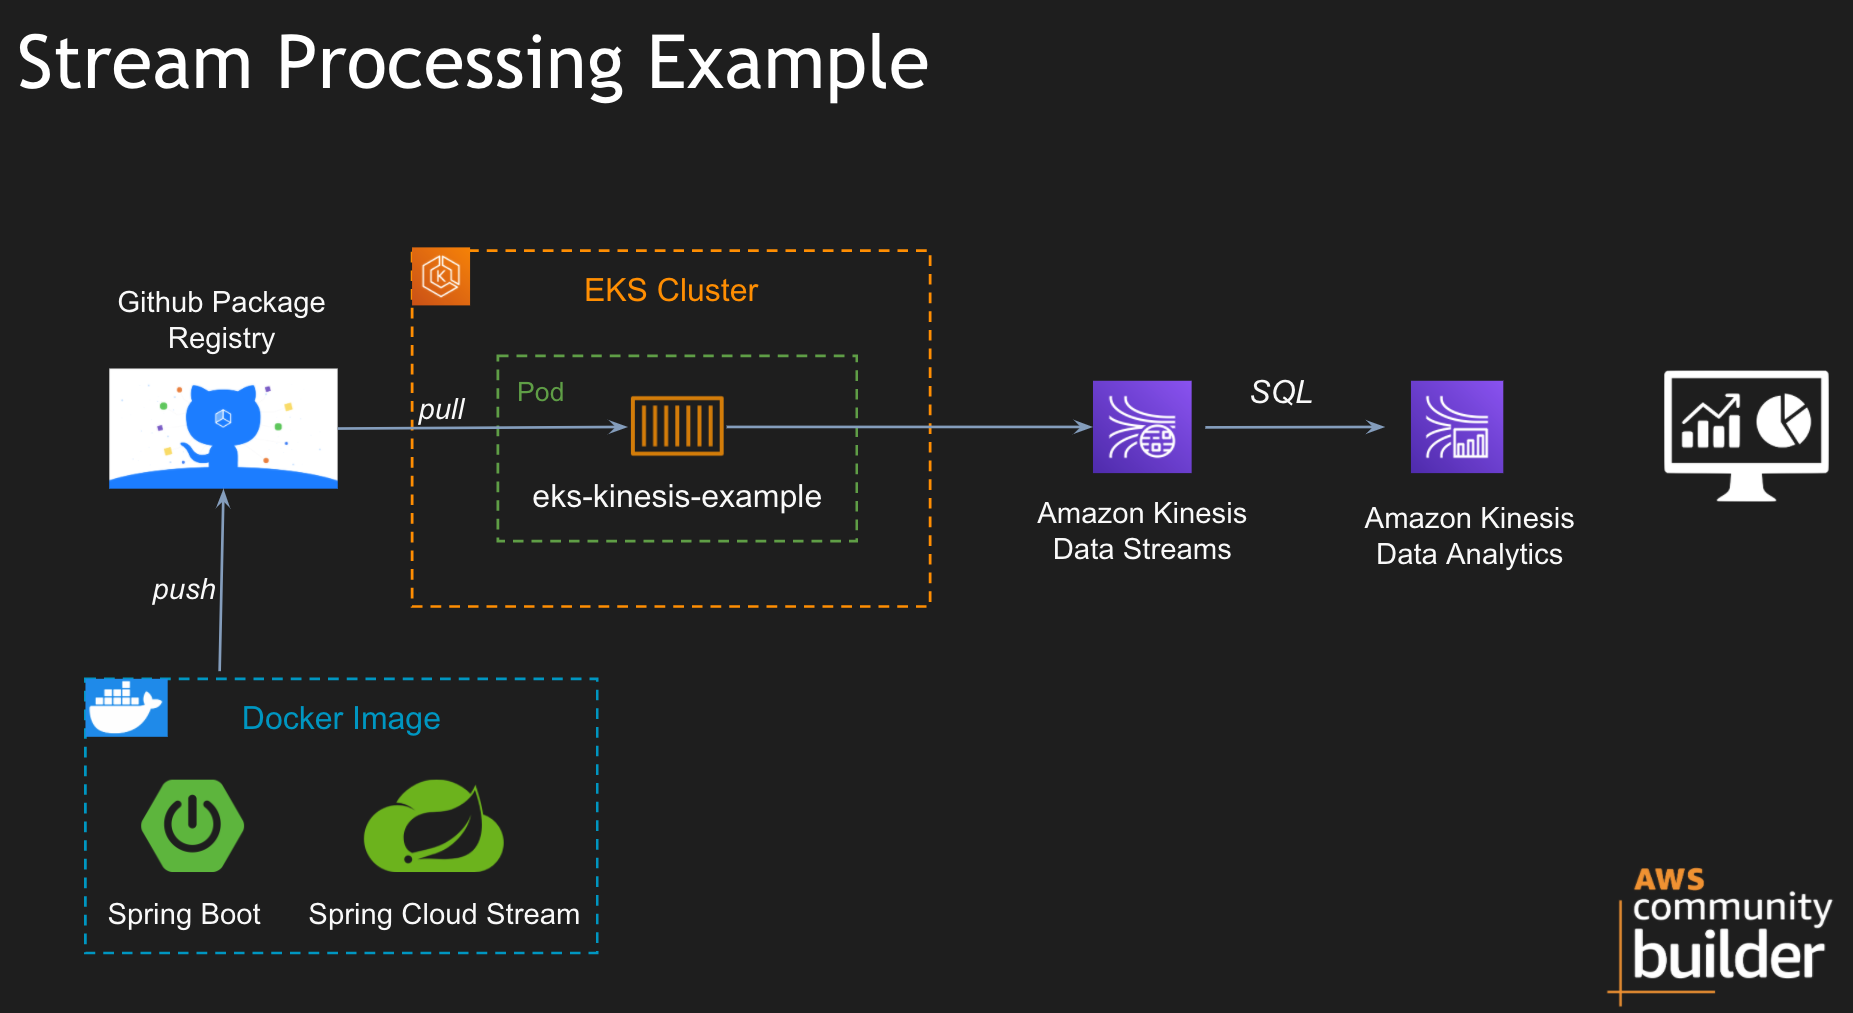 Stream Processing Example
Github Package
Registry
EKS Cluster
Pod
pull
eks-kinesis-example
SQL
Amazon Kinesis
Data Streams
Amazon Kinesis
Data Analytics
push
Docker Image
Spring Boot
Spring Cloud Stream
AWS
community
builder